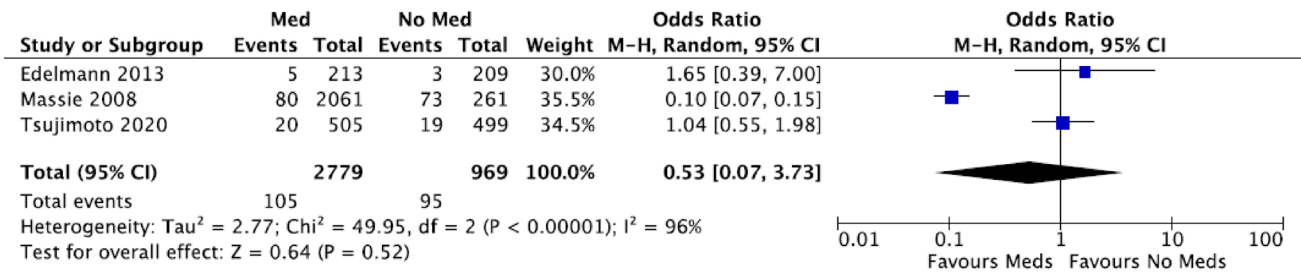 Med No Med Odds Ratio Odds Ratio
Study or Subgroup Events Total Events Total Weight M-H, Random, 95% CI M-H, Random, 95% CI
Edelmann 2013 5 213 3 209 30.0% 1.65 [0.39, 7.00]
Massie 2008 80 2061 73 261 35.5% 0.10 [0.07, 0.15]
Tsujimoto 2020 20 505 19 499 34.5% 1.04 [0.55, 1.98]
Total (95% CI) 2779 969 100.0% 0.53 [0.07, 3.73]
Total events 105 95
Heterogeneity: Tau² = 2.77; Chi² = 49.95, df = 2 (P < 0.00001); I² = 96%
Test for overall effect: Z = 0.64 (P = 0.52)
0.01 0.1 1 10 100
Favours Meds Favours No Meds